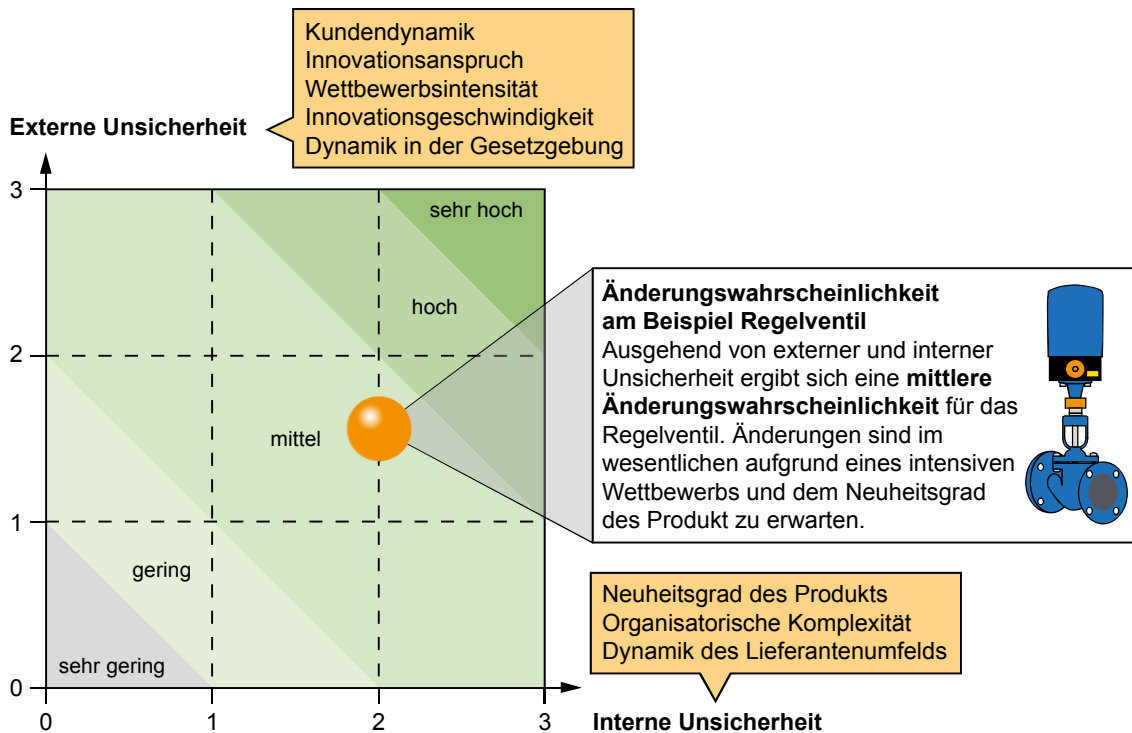 Kundendynamik
Innovationsanspruch
Wettbewerbsintensität
Innovationsgeschwindigkeit
Dynamik in der Gesetzgebung
Externe Unsicherheit
3
sehr hoch
hoch
2
mittel
1
gering
sehr gering
0
0
1
2
3
Änderungswahrscheinlichkeit
am Beispiel Regelventil
Ausgehend von externer und interner
Unsicherheit ergibt sich eine mittlere
Änderungswahrscheinlichkeit für das
Regelventil. Änderungen sind im
wesentlichen aufgrund eines intensiven
Wettbewerbs und dem Neuheitsgrad
des Produkt zu erwarten.
Neuheitsgrad des Produkts
Organisatorische Komplexität
Dynamik des Lieferantenumfelds
Interne Unsicherheit